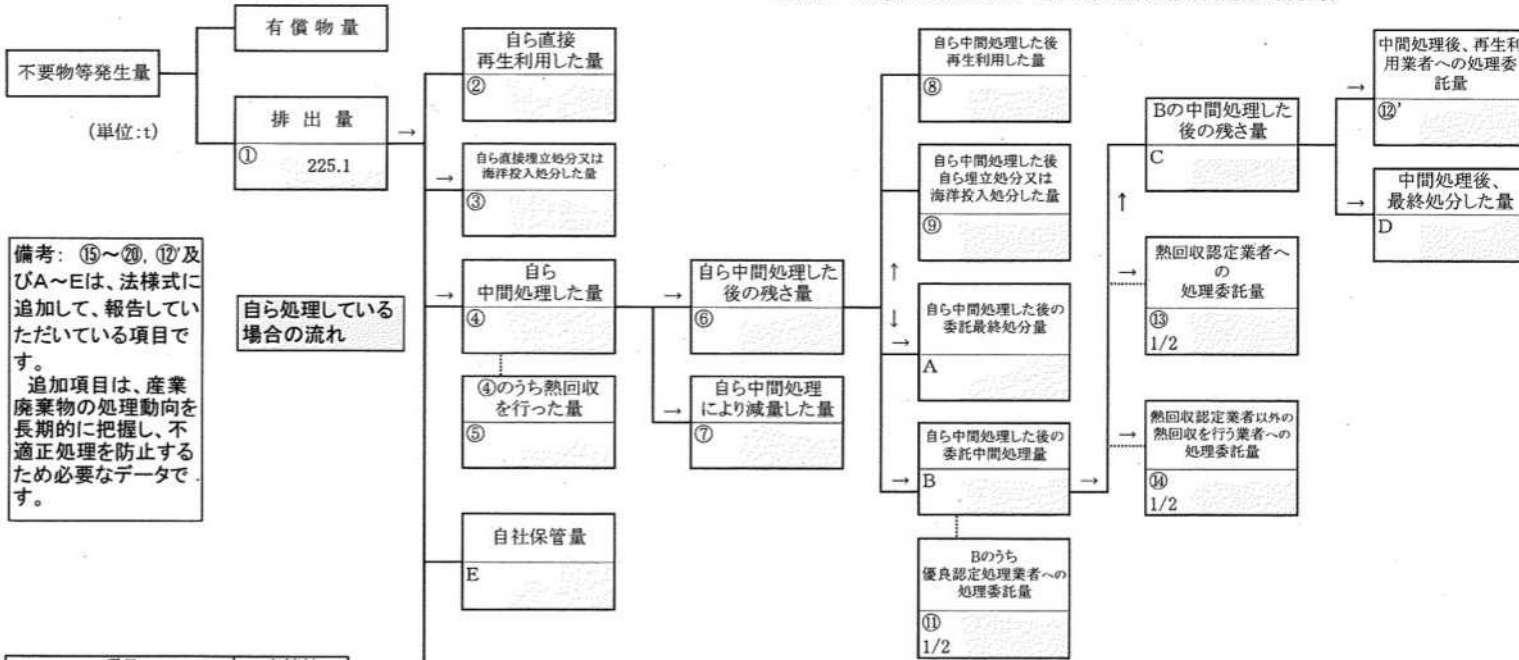 有 償 物 量
不要物等発生量
(単位:t)
排 出 量
→
①
225.1
備考: ⑮～⑳, ⑫'及
びA～Eは、法様式に
追加して、報告してい
ただいている項目で
す。
追加項目は、産業
廃棄物の処理動向を
長期的に把握し、不
適正処理を防止する
ため必要なデータで
す。
自ら処理している
場合の流れ
自ら直接
再生利用した量
②
→
自ら直接埋立処分又は
海洋投入処分した量
③
→
自ら
中間処理した量
④
④のうち熱回収
を行った量
⑤
自社保管量
E
→
自ら中間処理した
後の残さ量
⑥
→
自ら中間処理
により減量した量
⑦
自ら中間処理した後
再生利用した量
⑧
自ら中間処理した後
自ら埋立処分又は
海洋投入処分した量
⑨
↑
↓
→
自ら中間処理した後の
委託最終処分量
A
自ら中間処理した後の
委託中間処理量
→
B
→
Bのうち
優良認定処理業者への
処理委託量
⑪
1/2
Bの中間処理した
後の残さ量
C
↑
→
熱回収認定業者へ
の
処理委託量
⑬
1/2
→
熱回収認定業者以外の
熱回収を行う業者への
処理委託量
⑭
1/2
→
中間処理後、再生利
用業者への処理委
託量
⑫'
→
中間処理後、
最終処分した量
D